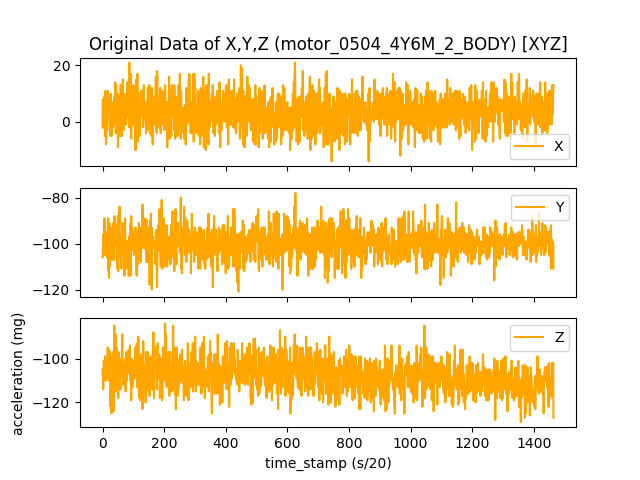 Original Data of X,Y,Z (motor_0504_4Y6M_2_BODY) [XYZ]
20
0
X
−80
−100
−120
Y
−100
−120
Z
acceleration (mg)
0 200 400 600 800 1000 1200 1400
time_stamp (s/20)